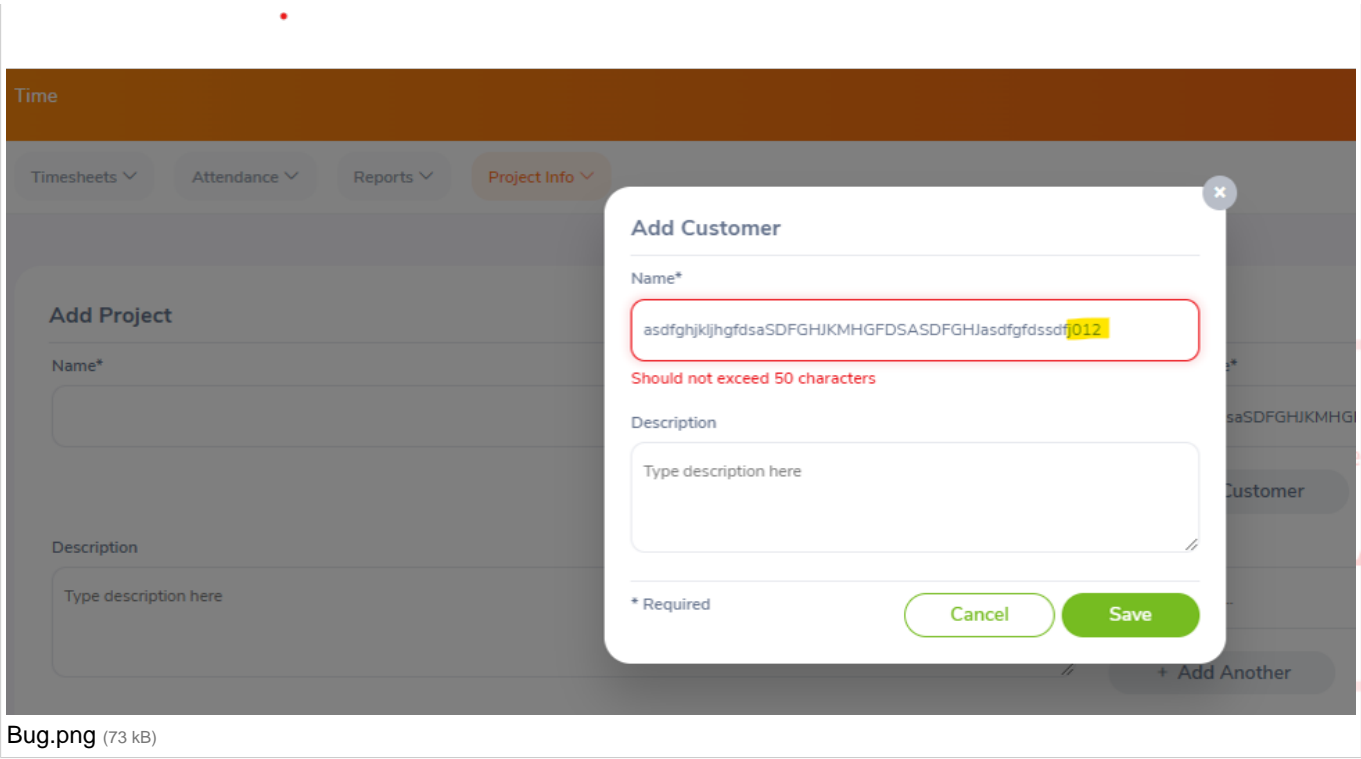 Time
Timesheets
Attendance
Reports
Project Info
Add Customer
Name*
asdfghjkljhgfdsaSDFGHJKMHGFDSASDFGHJasdfgfdssdfj012
Should not exceed 50 characters
Description
Type description here
* Required
Cancel
Save
Add Project
Name*
Description
Type description here
e*
saSDFGHJKMHG
Customer
+ Add Another
Bug.png (73 kB)